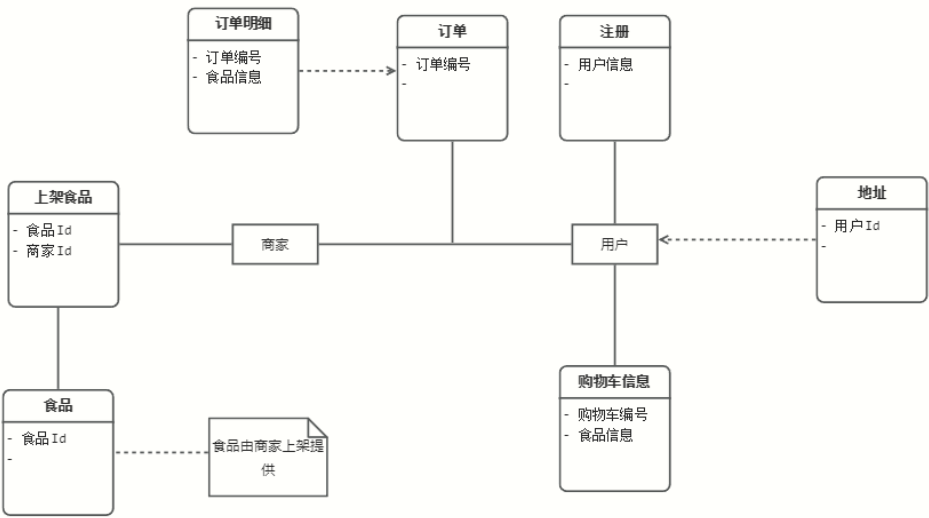 订单明细
- 订单编号
- 食品信息
订单
- 订单编号
-
注册
- 用户信息
-
上架食品
- 食品Id
- 商家Id
商家
用户
地址
- 用户Id
-
食品
- 食品Id
-
食品由商家上架提
供
购物车信息
- 购物车编号
- 食品信息